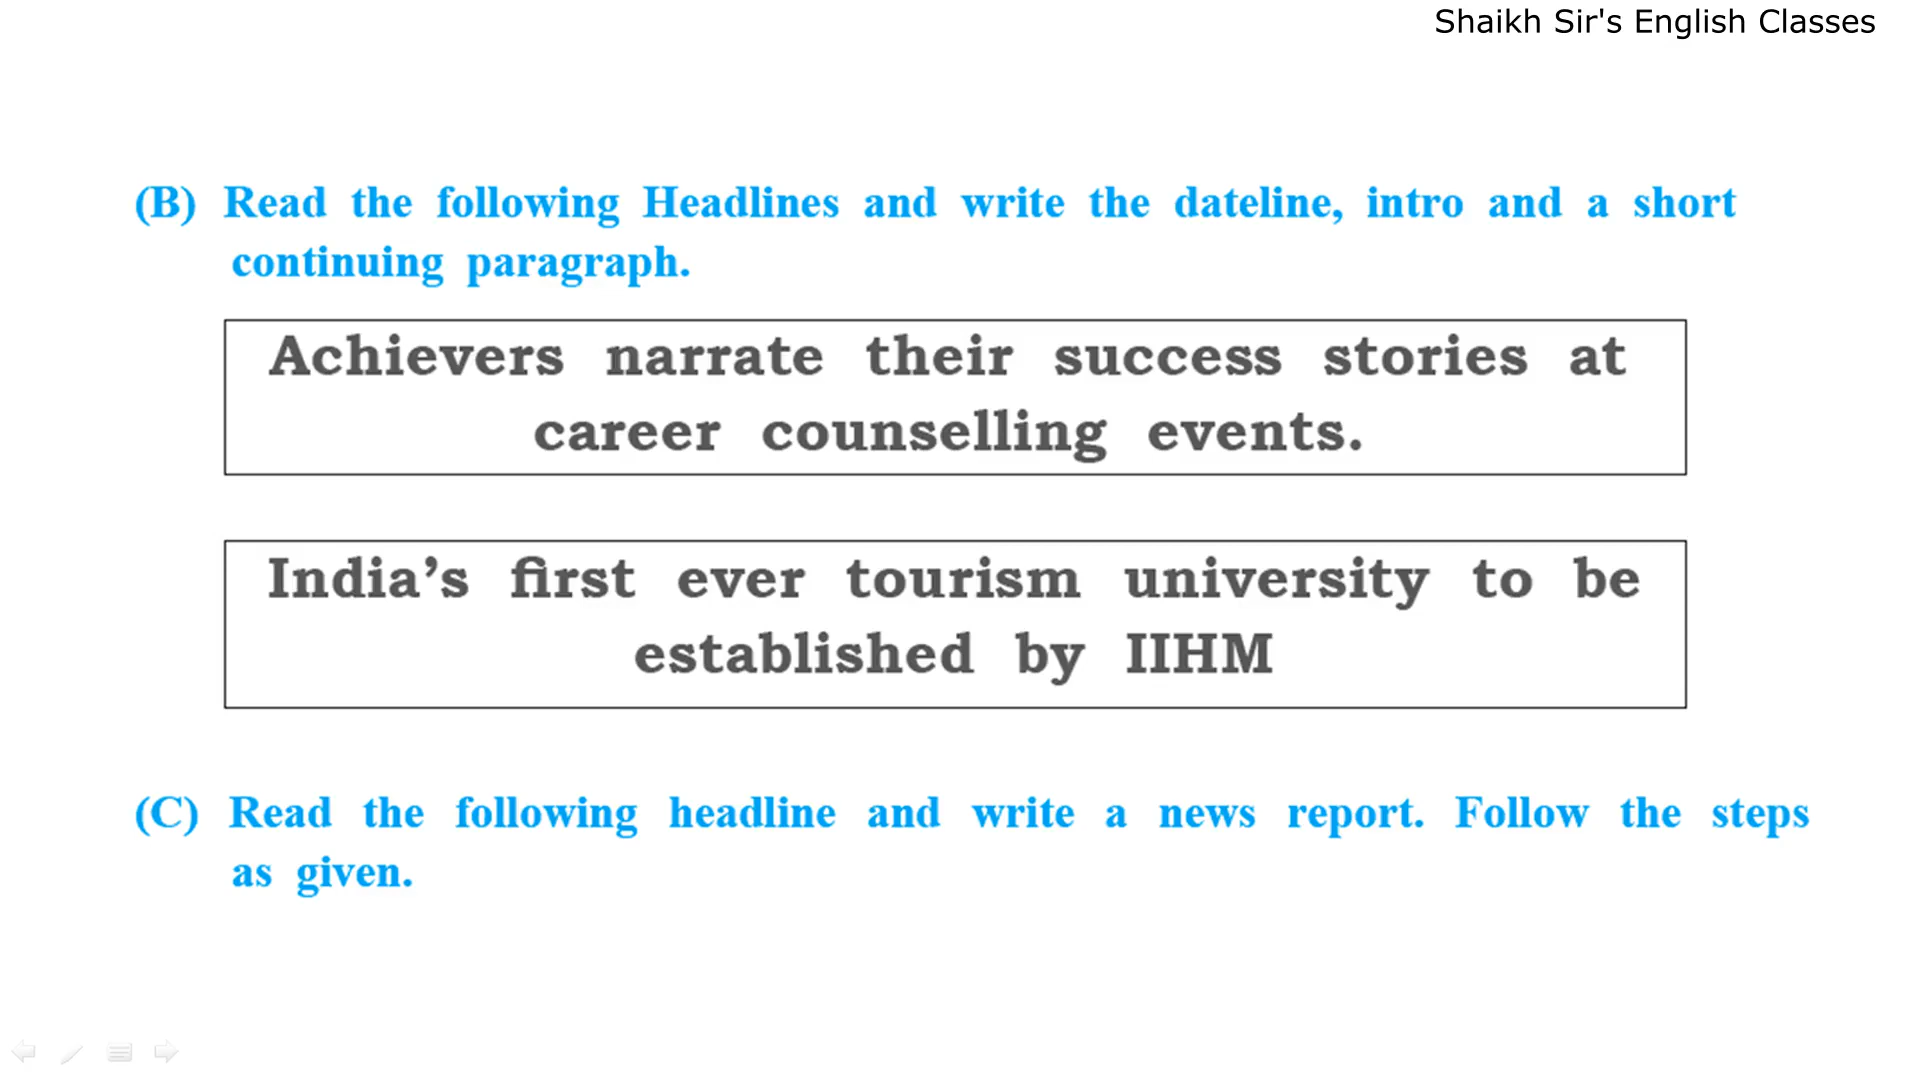 Shaikh Sir's English Classes
(B) Read the following Headlines and write the dateline, intro and a short
continuing paragraph.
Achievers narrate their success stories at
career counselling events.
India’s first ever tourism university to be
established by IIHM
(C) Read the following headline and write a news report. Follow the steps
as given.